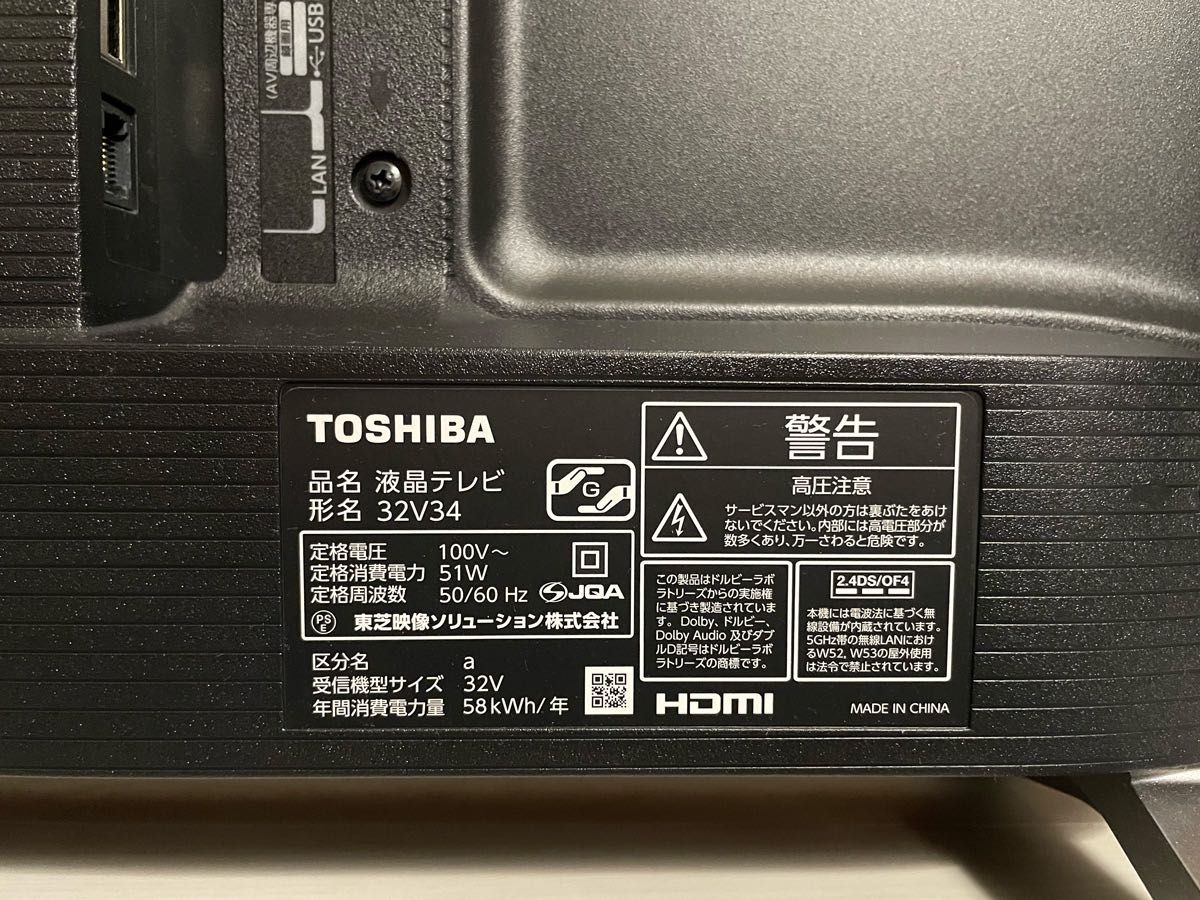 (AV周辺機器専
録画用
USB
LAN
TOSHIBA
品名 液晶テレビ
形名 32V34
G
定格電圧 100V～
定格消費電力 51W
定格周波数 50/60 Hz
JQA
PS
E
東芝映像ソリューション株式会社
区分名 a
受信機型サイズ 32V
年間消費電力量 58kWh/年
警告
高圧注意
サービスマン以外の方は裏ぶたをあけ
ないでください。内部には高電圧部分が
数多くあり、万一さわると危険です。
この製品はドルビーラボ
ラトリーズからの実施権
に基づき製造されていま
す。Dolby、ドルビー、
Dolby Audio 及びダブ
ルD記号はドルビーラボ
ラトリーズの商標です。
2.4DS/OF4
本機には電波法に基づく無
線設備が内蔵されています。
5GHz帯の無線LANにおけ
るW52, W53の屋外使用
は法令で禁止されています。
HDMI
MADE IN CHINA